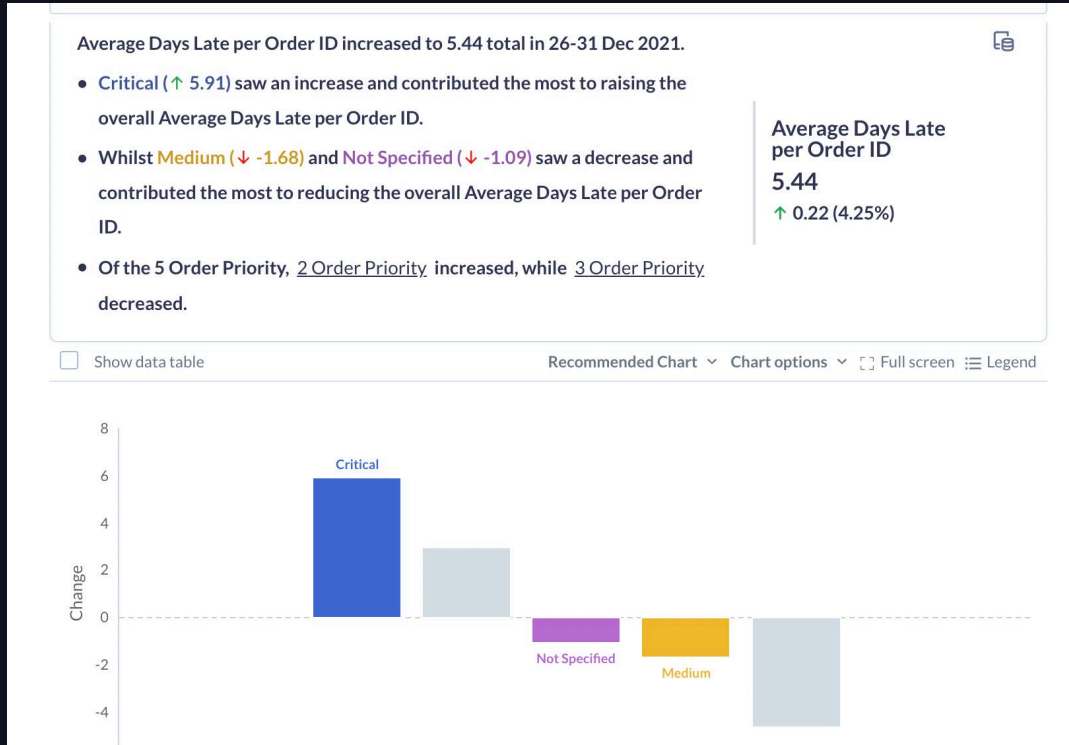 Average Days Late per Order ID increased to 5.44 total in 26-31 Dec 2021.
• Critical (↑ 5.91) saw an increase and contributed the most to raising the
overall Average Days Late per Order ID.
• Whilst Medium (↓ -1.68) and Not Specified (↓ -1.09) saw a decrease and
contributed the most to reducing the overall Average Days Late per Order
ID.
• Of the 5 Order Priority, 2 Order Priority increased, while 3 Order Priority
decreased.
Average Days Late
per Order ID
5.44
↑ 0.22 (4.25%)
Show data table
Recommended Chart
Chart options
Full screen
Legend
Change
8
6
4
2
0
-2
-4
Critical
Not Specified
Medium